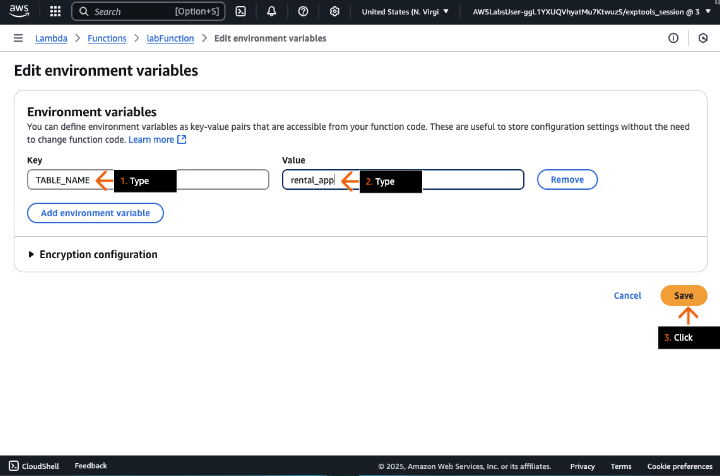 aws
Search [Option+S]
United States (N. Virgi
AWSLabsUser-ggL1YXUQVhyatMu7KtwuzS/exptools_session @ 3
Lambda
Functions
labFunction
Edit environment variables
Edit environment variables
Environment variables
You can define environment variables as key-value pairs that are accessible from your function code. These are useful to store configuration settings without the need
to change function code. Learn more
Key
Value
TABLE_NAME
1. Type
rental_app
2. Type
Remove
Add environment variable
Encryption configuration
Cancel
Save
3. Click
CloudShell
Feedback
© 2025, Amazon Web Services, Inc. or its affiliates.
Privacy
Terms
Cookie preferences